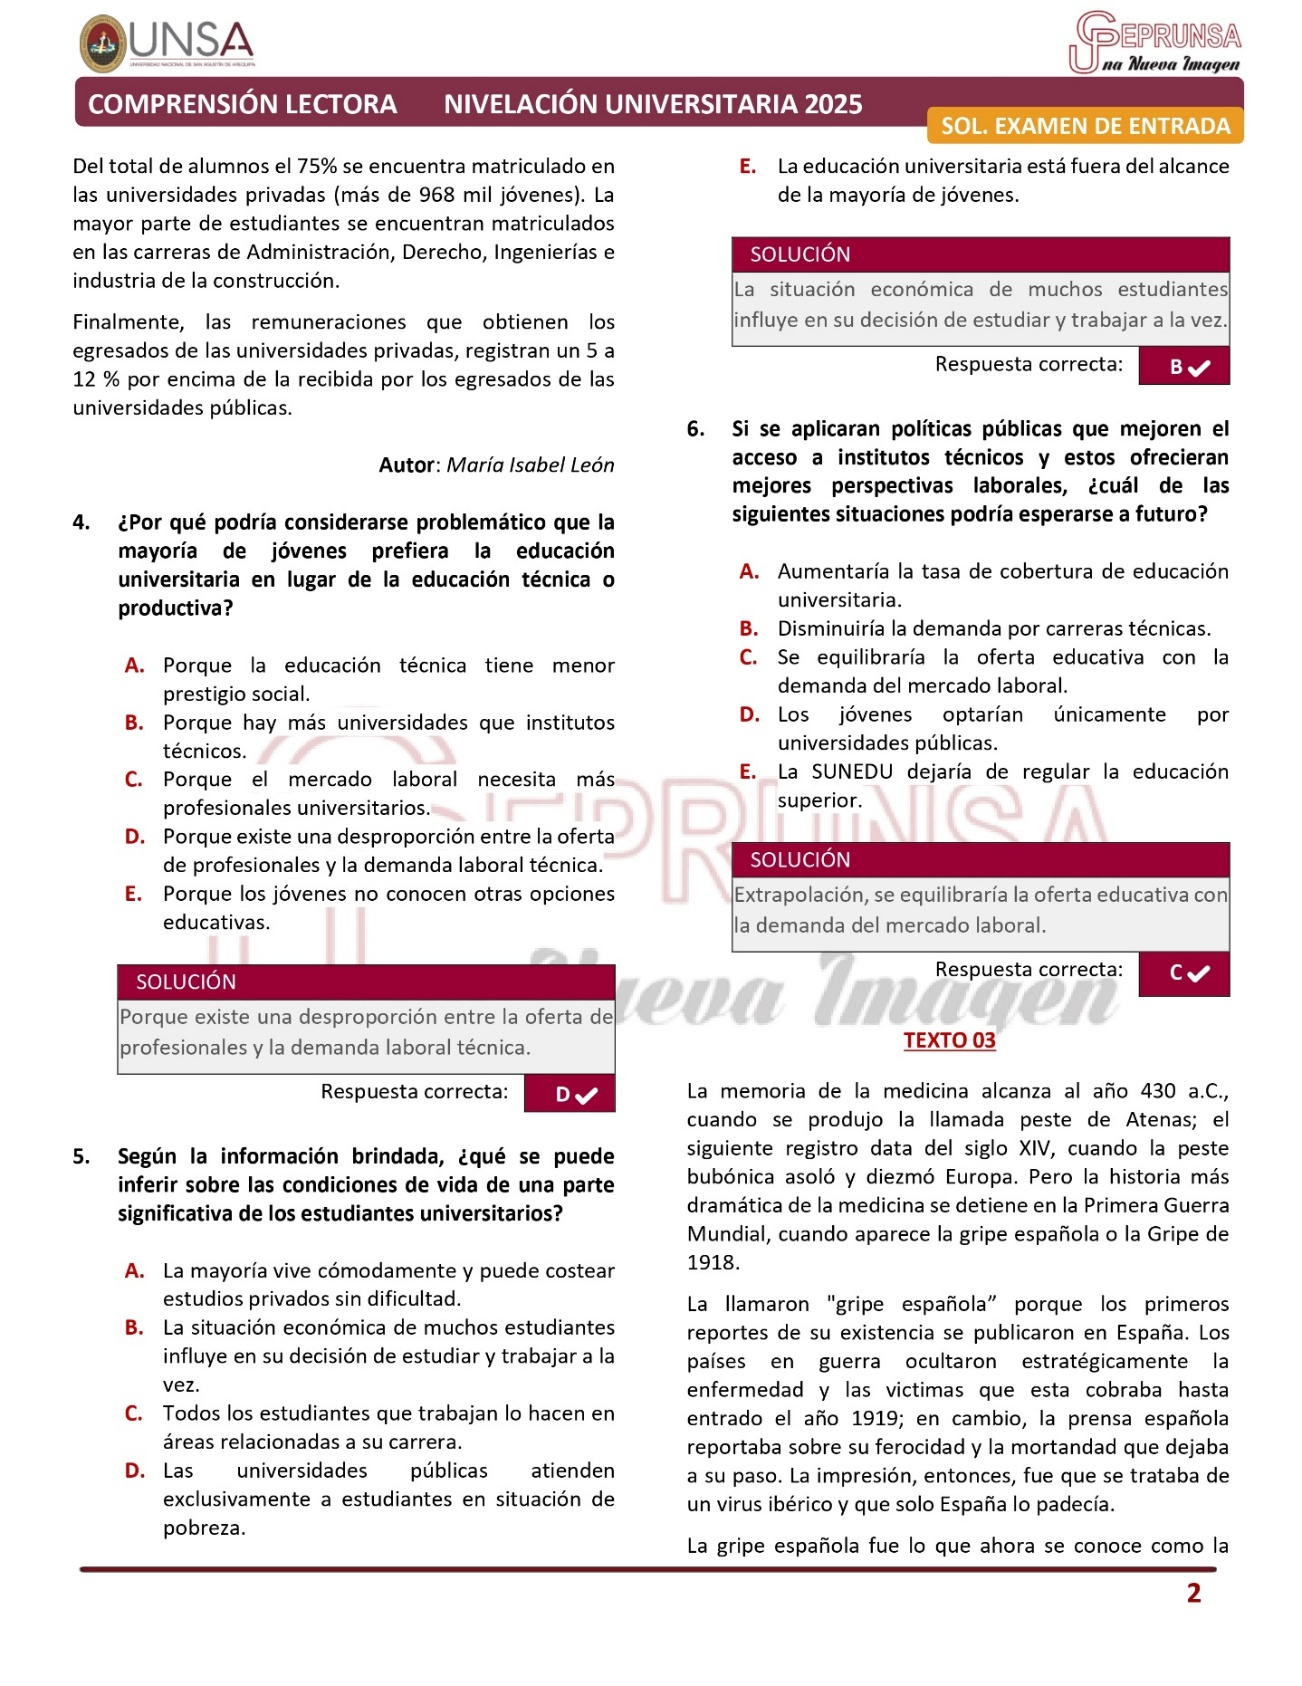 UNSA
UNIVERSIDAD NACIONAL DE SAN AGUSTÍN DE AREQUIPA
CEPRUNSA
Una Nueva Imagen
COMPRENSIÓN LECTORA NIVELACIÓN UNIVERSITARIA 2025
SOL. EXAMEN DE ENTRADA
Del total de alumnos el 75% se encuentra matriculado en
las universidades privadas (más de 968 mil jóvenes). La
mayor parte de estudiantes se encuentran matriculados
en las carreras de Administración, Derecho, Ingenierías e
industria de la construcción.
Finalmente, las remuneraciones que obtienen los
egresados de las universidades privadas, registran un 5 a
12 % por encima de la recibida por los egresados de las
universidades públicas.
Autor: María Isabel León
4. ¿Por qué podría considerarse problemático que la
mayoría de jóvenes prefiera la educación
universitaria en lugar de la educación técnica o
productiva?
A. Porque la educación técnica tiene menor
prestigio social.
B. Porque hay más universidades que institutos
técnicos.
C. Porque el mercado laboral necesita más
profesionales universitarios.
D. Porque existe una desproporción entre la oferta
de profesionales y la demanda laboral técnica.
E. Porque los jóvenes no conocen otras opciones
educativas.
SOLUCIÓN
Porque existe una desproporción entre la oferta de
profesionales y la demanda laboral técnica.
Respuesta correcta: D
5. Según la información brindada, ¿qué se puede
inferir sobre las condiciones de vida de una parte
significativa de los estudiantes universitarios?
A. La mayoría vive cómodamente y puede costear
estudios privados sin dificultad.
B. La situación económica de muchos estudiantes
influye en su decisión de estudiar y trabajar a la
vez.
C. Todos los estudiantes que trabajan lo hacen en
áreas relacionadas a su carrera.
D. Las universidades públicas atienden
exclusivamente a estudiantes en situación de
pobreza.
E. La educación universitaria está fuera del alcance
de la mayoría de jóvenes.
SOLUCIÓN
La situación económica de muchos estudiantes
influye en su decisión de estudiar y trabajar a la vez.
Respuesta correcta: B
6. Si se aplicaran políticas públicas que mejoren el
acceso a institutos técnicos y estos ofrecieran
mejores perspectivas laborales, ¿cuál de las
siguientes situaciones podría esperarse a futuro?
A. Aumentaría la tasa de cobertura de educación
universitaria.
B. Disminuiría la demanda por carreras técnicas.
C. Se equilibraría la oferta educativa con la
demanda del mercado laboral.
D. Los jóvenes optarían únicamente por
universidades públicas.
E. La SUNEDU dejaría de regular la educación
superior.
SOLUCIÓN
Extrapolación, se equilibraría la oferta educativa con
la demanda del mercado laboral.
Respuesta correcta: C
TEXTO 03
La memoria de la medicina alcanza al año 430 a.C.,
cuando se produjo la llamada peste de Atenas; el
siguiente registro data del siglo XIV, cuando la peste
bubónica asoló y diezmó Europa. Pero la historia más
dramática de la medicina se detiene en la Primera Guerra
Mundial, cuando aparece la gripe española o la Gripe de
1918.
La llamaron "gripe española” porque los primeros
reportes de su existencia se publicaron en España. Los
países en guerra ocultaron estratégicamente la
enfermedad y las victimas que esta cobraba hasta
entrado el año 1919; en cambio, la prensa española
reportaba sobre su ferocidad y la mortandad que dejaba
a su paso. La impresión, entonces, fue que se trataba de
un virus ibérico y que solo España lo padecía.
La gripe española fue lo que ahora se conoce como la
2